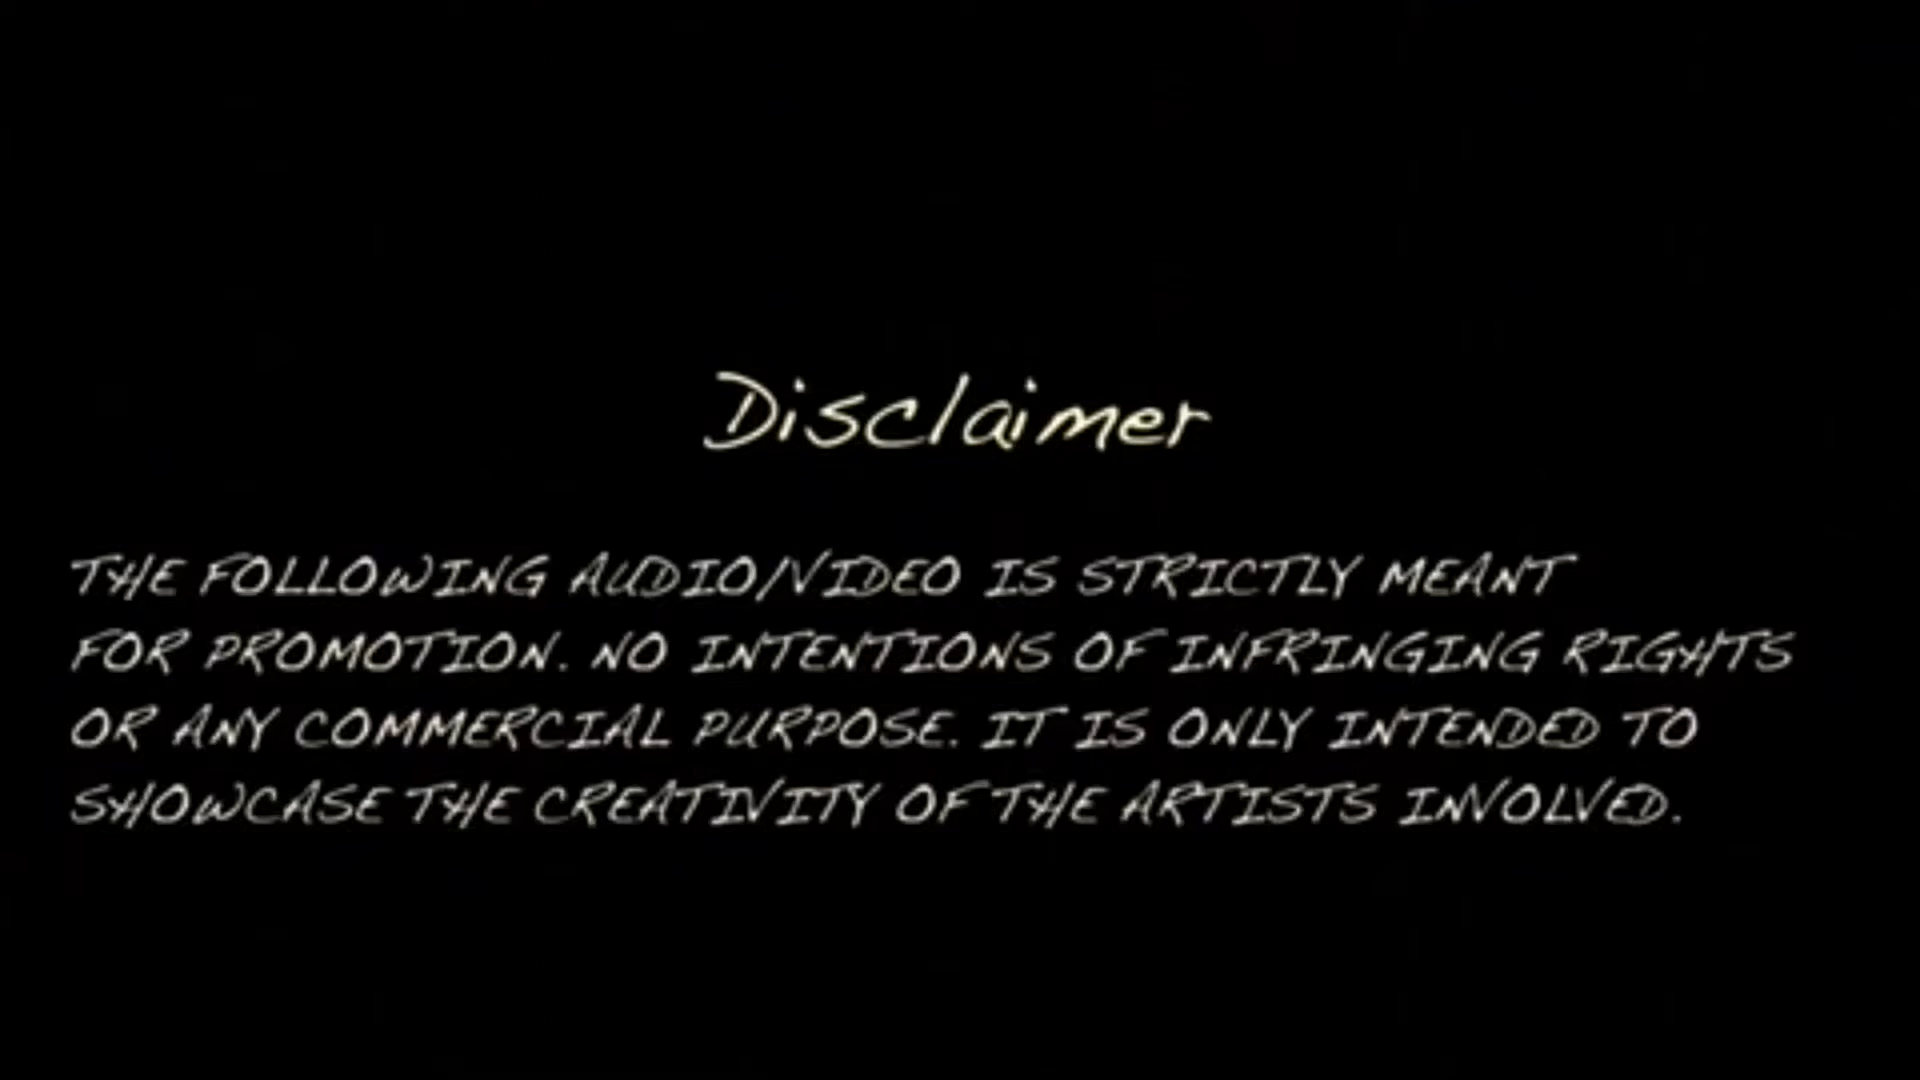 Disclaimer
THE FOLLOWING AUDIO/VIDEO IS STRICTLY MEANT
FOR PROMOTION. NO INTENTIONS OF INFRINGING RIGHTS
OR ANY COMMERCIAL PURPOSE. IT IS ONLY INTENDED TO
SHOWCASE THE CREATIVITY OF THE ARTISTS INVOLVED.